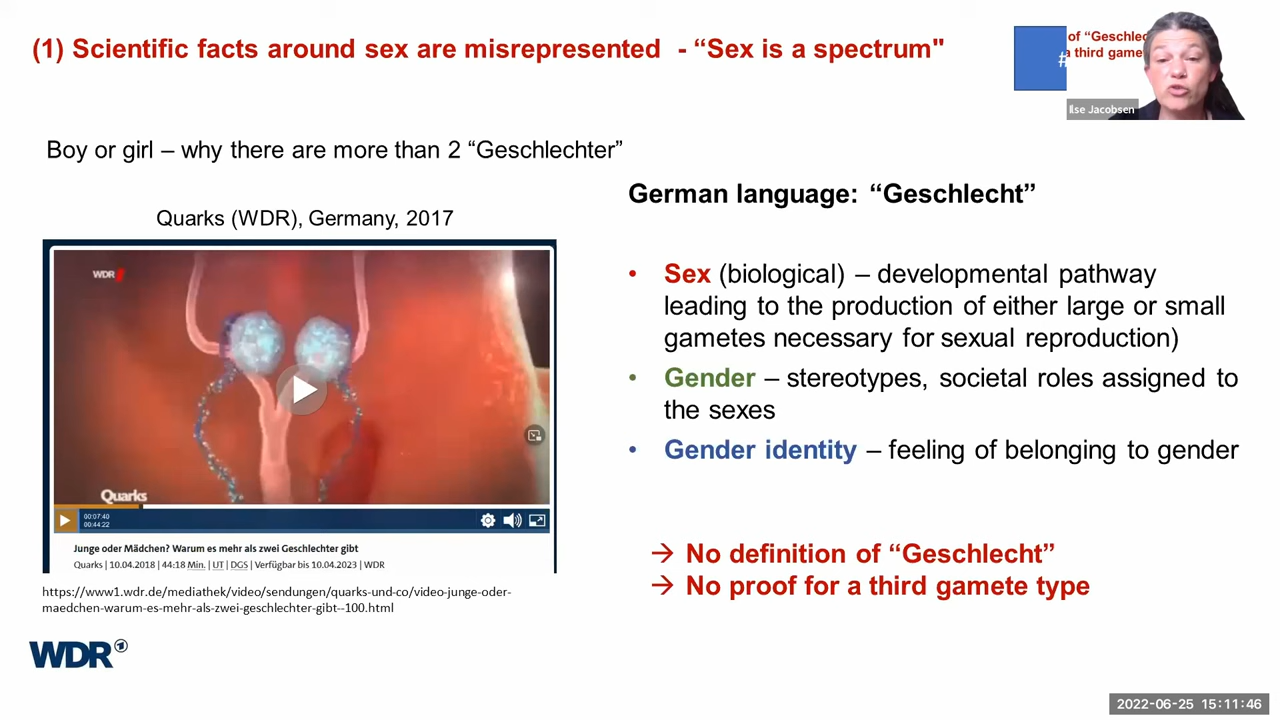 (1) Scientific facts around sex are misrepresented - “Sex is a spectrum"
of “Geschlec
a third game
#
Ilse Jacobsen
Boy or girl – why there are more than 2 “Geschlechter”
Quarks (WDR), Germany, 2017
WDR
Quarks
00:07:40
00:44:22
Junge oder Mädchen? Warum es mehr als zwei Geschlechter gibt
Quarks | 10.04.2018 | 44:18 Min. | UT | DGS | Verfügbar bis 10.04.2023 | WDR
https://www1.wdr.de/mediathek/video/sendungen/quarks-und-co/video-junge-oder-
maedchen-warum-es-mehr-als-zwei-geschlechter-gibt--100.html
WDR
German language: “Geschlecht”
• Sex (biological) – developmental pathway
leading to the production of either large or small
gametes necessary for sexual reproduction)
• Gender – stereotypes, societal roles assigned to
the sexes
• Gender identity – feeling of belonging to gender
→ No definition of “Geschlecht”
→ No proof for a third gamete type
2022-06-25 15:11:46